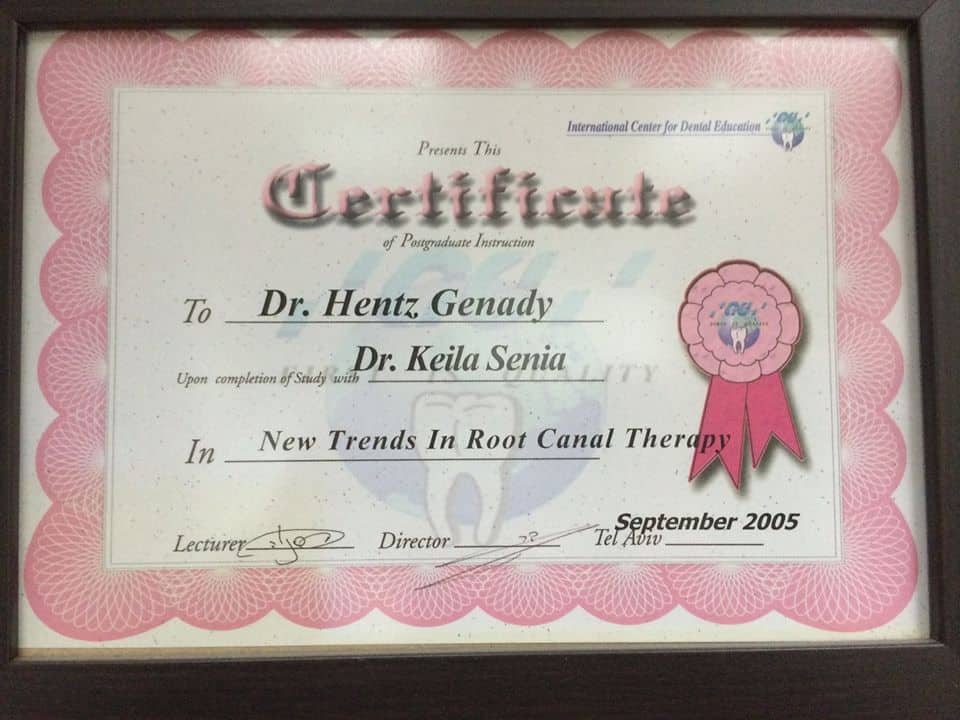 International Center for Dental Education
Presents This
Certificate
of Postgraduate Instruction
To Dr. Hentz Genady
Upon completion of Study with Dr. Keila Senia
In New Trends In Root Canal Therapy
Lecturer Director Tel Aviv September 2005